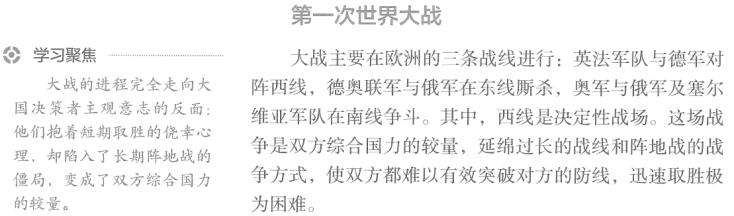 第一次世界大战
学习聚焦
大战的进程完全走向大
国决策者主观意志的反面：
他们抱着短期取胜的侥幸心
理，却陷入了长期阵地战的
僵局，变成了双方综合国力
的较量。
大战主要在欧洲的三条战线进行：英法军队与德军对
阵西线，德奥联军与俄军在东线厮杀，奥军与俄军及塞尔
维亚军队在南线争斗。其中，西线是决定性战场。这场战
争是双方综合国力的较量，延绵过长的战线和阵地战的战
争方式，使双方都难以有效突破对方的防线，迅速取胜极
为困难。